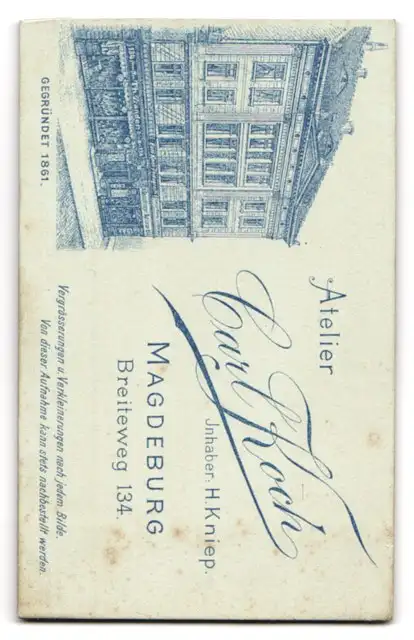 GEGRÜNDET 1861.
Atelier
Carl Koch
Jnhaber: H. Kniep.
MAGDEBURG
Breiteweg 134.
Vergrösserungen u. Verkleinerungen nach jedem Bilde.
Von dieser Aufnahme kann stets nachbestellt werden.